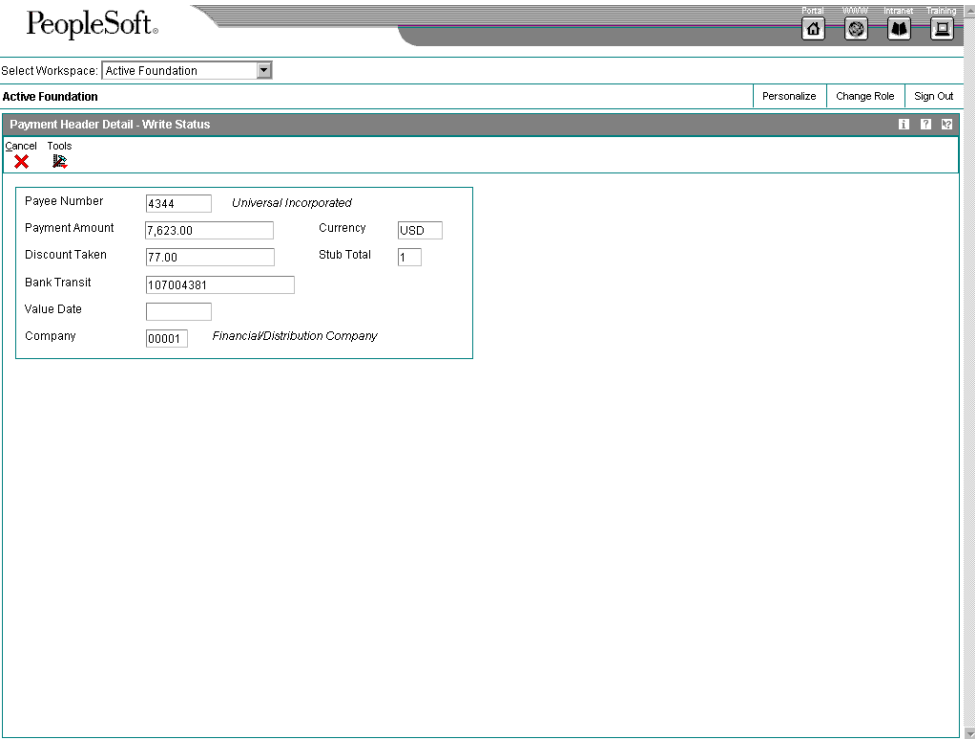 Portal WWW Intranet Training
PeopleSoft®
Select Workspace: Active Foundation
Active Foundation Personalize Change Role Sign Out
Payment Header Detail - Write Status i ? ?
Cancel Tools
Payee Number 4344 Universal Incorporated
Payment Amount 7,623.00 Currency USD
Discount Taken 77.00 Stub Total 1
Bank Transit 107004381
Value Date
Company 00001 Financial/Distribution Company